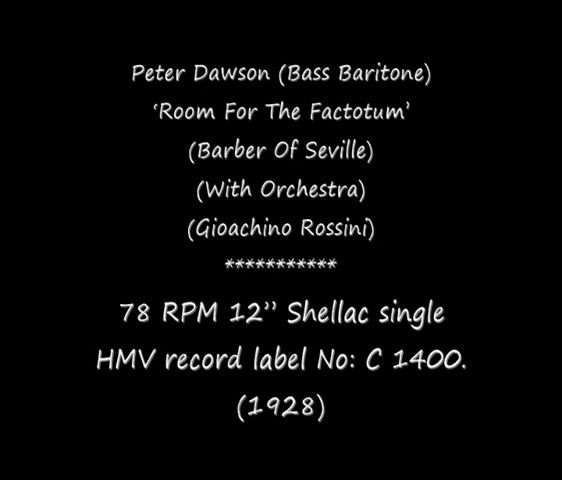 Peter Dawson (Bass Baritone)
‘Room For The Factotum’
(Barber Of Seville)
(With Orchestra)
(Gioachino Rossini)
***********
78 RPM 12” Shellac single
HMV record label No: C 1400.
(1928)